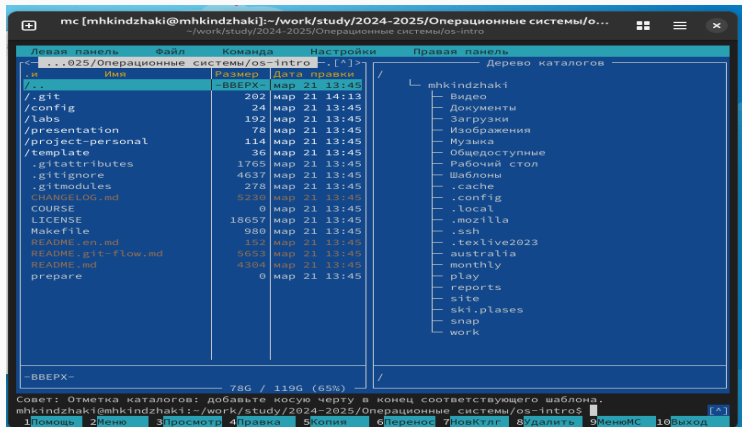 mc [mhkindzhaki@mhkindzhaki]:~/work/study/2024-2025/Операционные системы/o...
~/work/study/2024-2025/Операционные системы/os-intro
Левая панель Файл Команда Настройки Правая панель
<— ...025/Операционные системы/os-intro —.[^]>
.и Имя Размер Дата правки
/.. -ВВЕРХ- мар 21 13:45
/.git 202 мар 21 14:13
/config 24 мар 21 13:45
/labs 192 мар 21 13:45
/presentation 78 мар 21 13:45
/project-personal 114 мар 21 13:45
/template 36 мар 21 13:45
.gitattributes 1765 мар 21 13:45
.gitignore 4637 мар 21 13:45
.gitmodules 278 мар 21 13:45
CHANGELOG.md 5230 мар 21 13:45
COURSE 0 мар 21 13:45
LICENSE 18657 мар 21 13:45
Makefile 980 мар 21 13:45
README.en.md 152 мар 21 13:45
README.git-flow.md 5653 мар 21 13:45
README.md 4304 мар 21 13:45
prepare 0 мар 21 13:45
-ВВЕРХ-
78G / 119G (65%)
Дерево каталогов
/
mhkindzhaki
Видео
Документы
Загрузки
Изображения
Музыка
Общедоступные
Рабочий стол
Шаблоны
.cache
.config
.local
.mozilla
.ssh
.texlive2023
australia
monthly
play
reports
site
ski.plases
snap
work
/
Совет: Отметка каталогов: добавьте косую черту в конец соответствующего шаблона.
mhkindzhaki@mhkindzhaki:~/work/study/2024-2025/Операционные системы/os-intro$ [^]
1Помощь 2Меню 3Просмотр 4Правка 5Копия 6Перенос 7НовКтлг 8Удалить 9МенюMC 10Выход